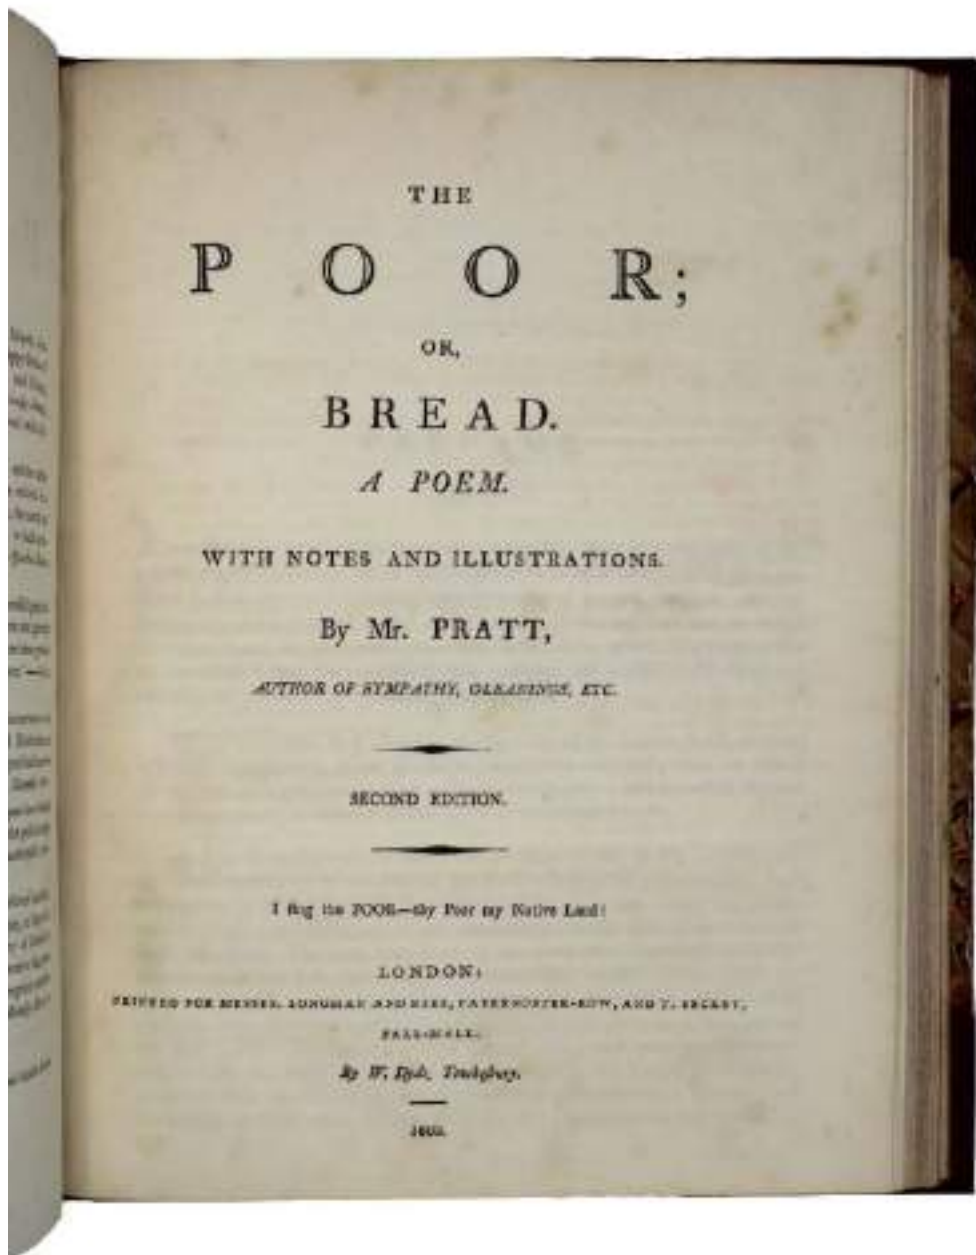 THE
POOR;
OR,
BREAD.
A POEM.
WITH NOTES AND ILLUSTRATIONS.
By Mr. PRATT,
AUTHOR OF SYMPATHY, GLEANINGS, ETC.
SECOND EDITION.
I sing the POOR—thy Poor my Native Land!
LONDON:
PRINTED FOR MESSRS. LONGMAN AND REES, PATERNOSTER-ROW, AND T. BECKET,
PALL-MALL.
By W. Tewksbury.